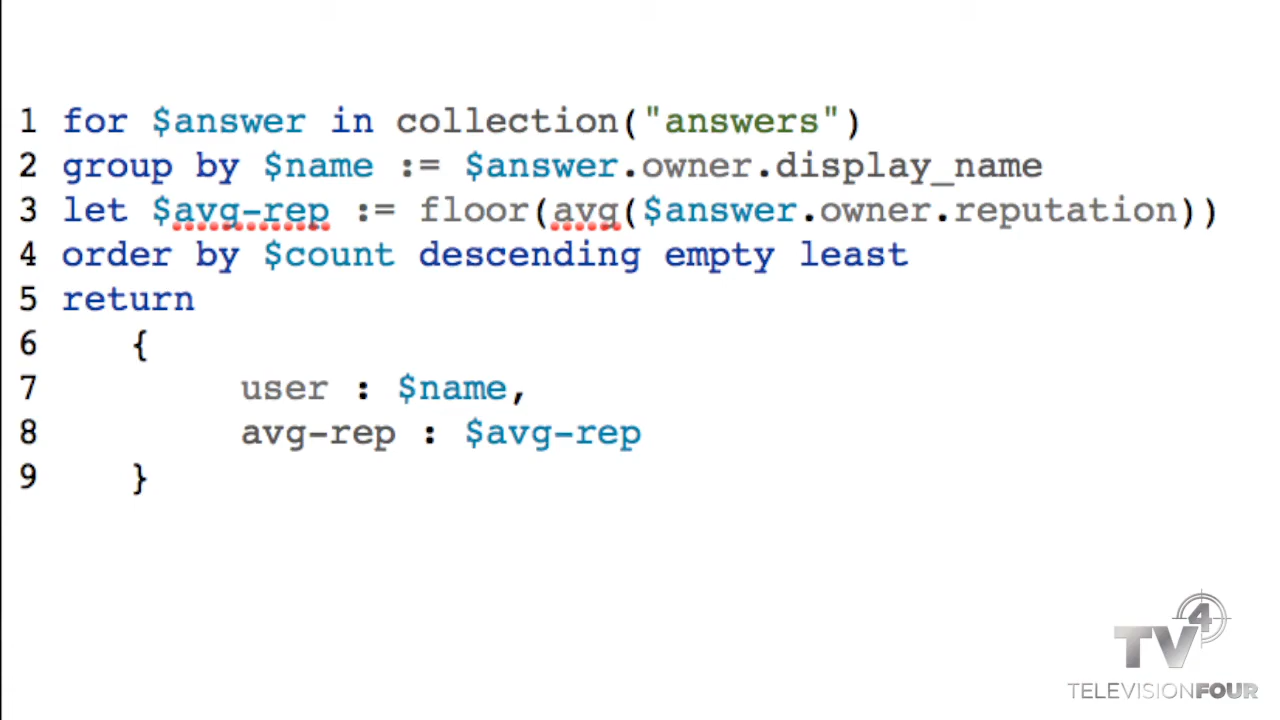 1 for $answer in collection("answers")
2 group by $name := $answer.owner.display_name
3 let $avg-rep := floor(avg($answer.owner.reputation))
4 order by $count descending empty least
5 return
6 {
7 user : $name,
8 avg-rep : $avg-rep
9 }
TV4
TELEVISIONFOUR